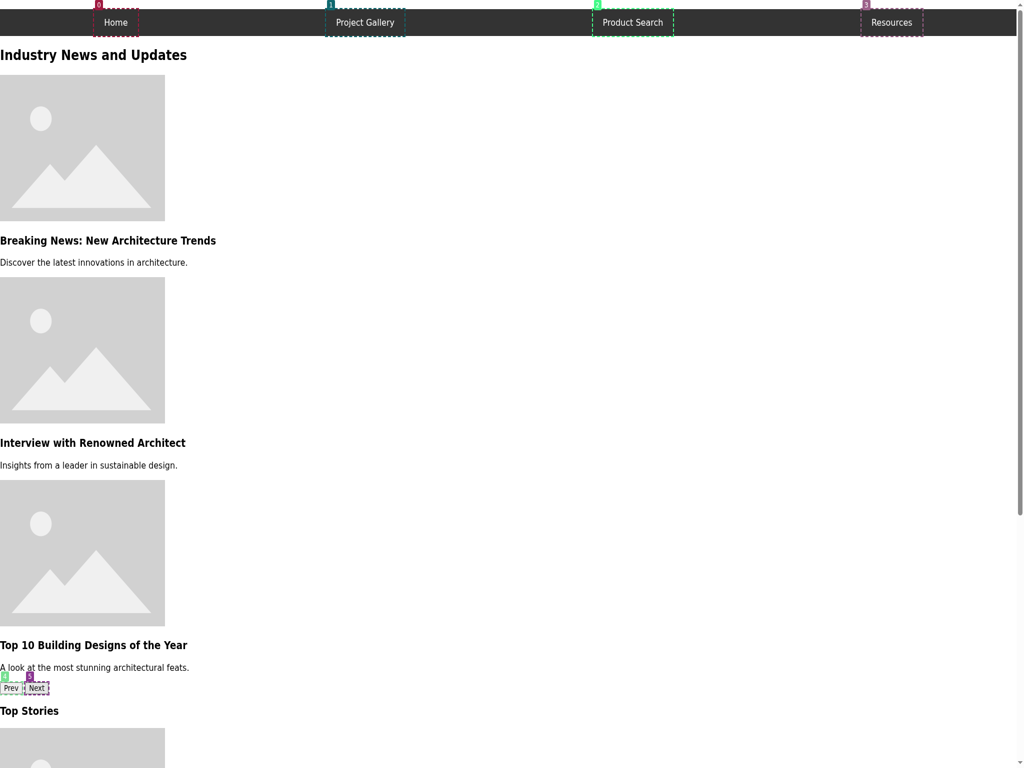 0 1 2 3
Home Project Gallery Product Search Resources
Industry News and Updates
Breaking News: New Architecture Trends
Discover the latest innovations in architecture.
Interview with Renowned Architect
Insights from a leader in sustainable design.
Top 10 Building Designs of the Year
A look at the most stunning architectural feats.
4 5
Prev Next
Top Stories